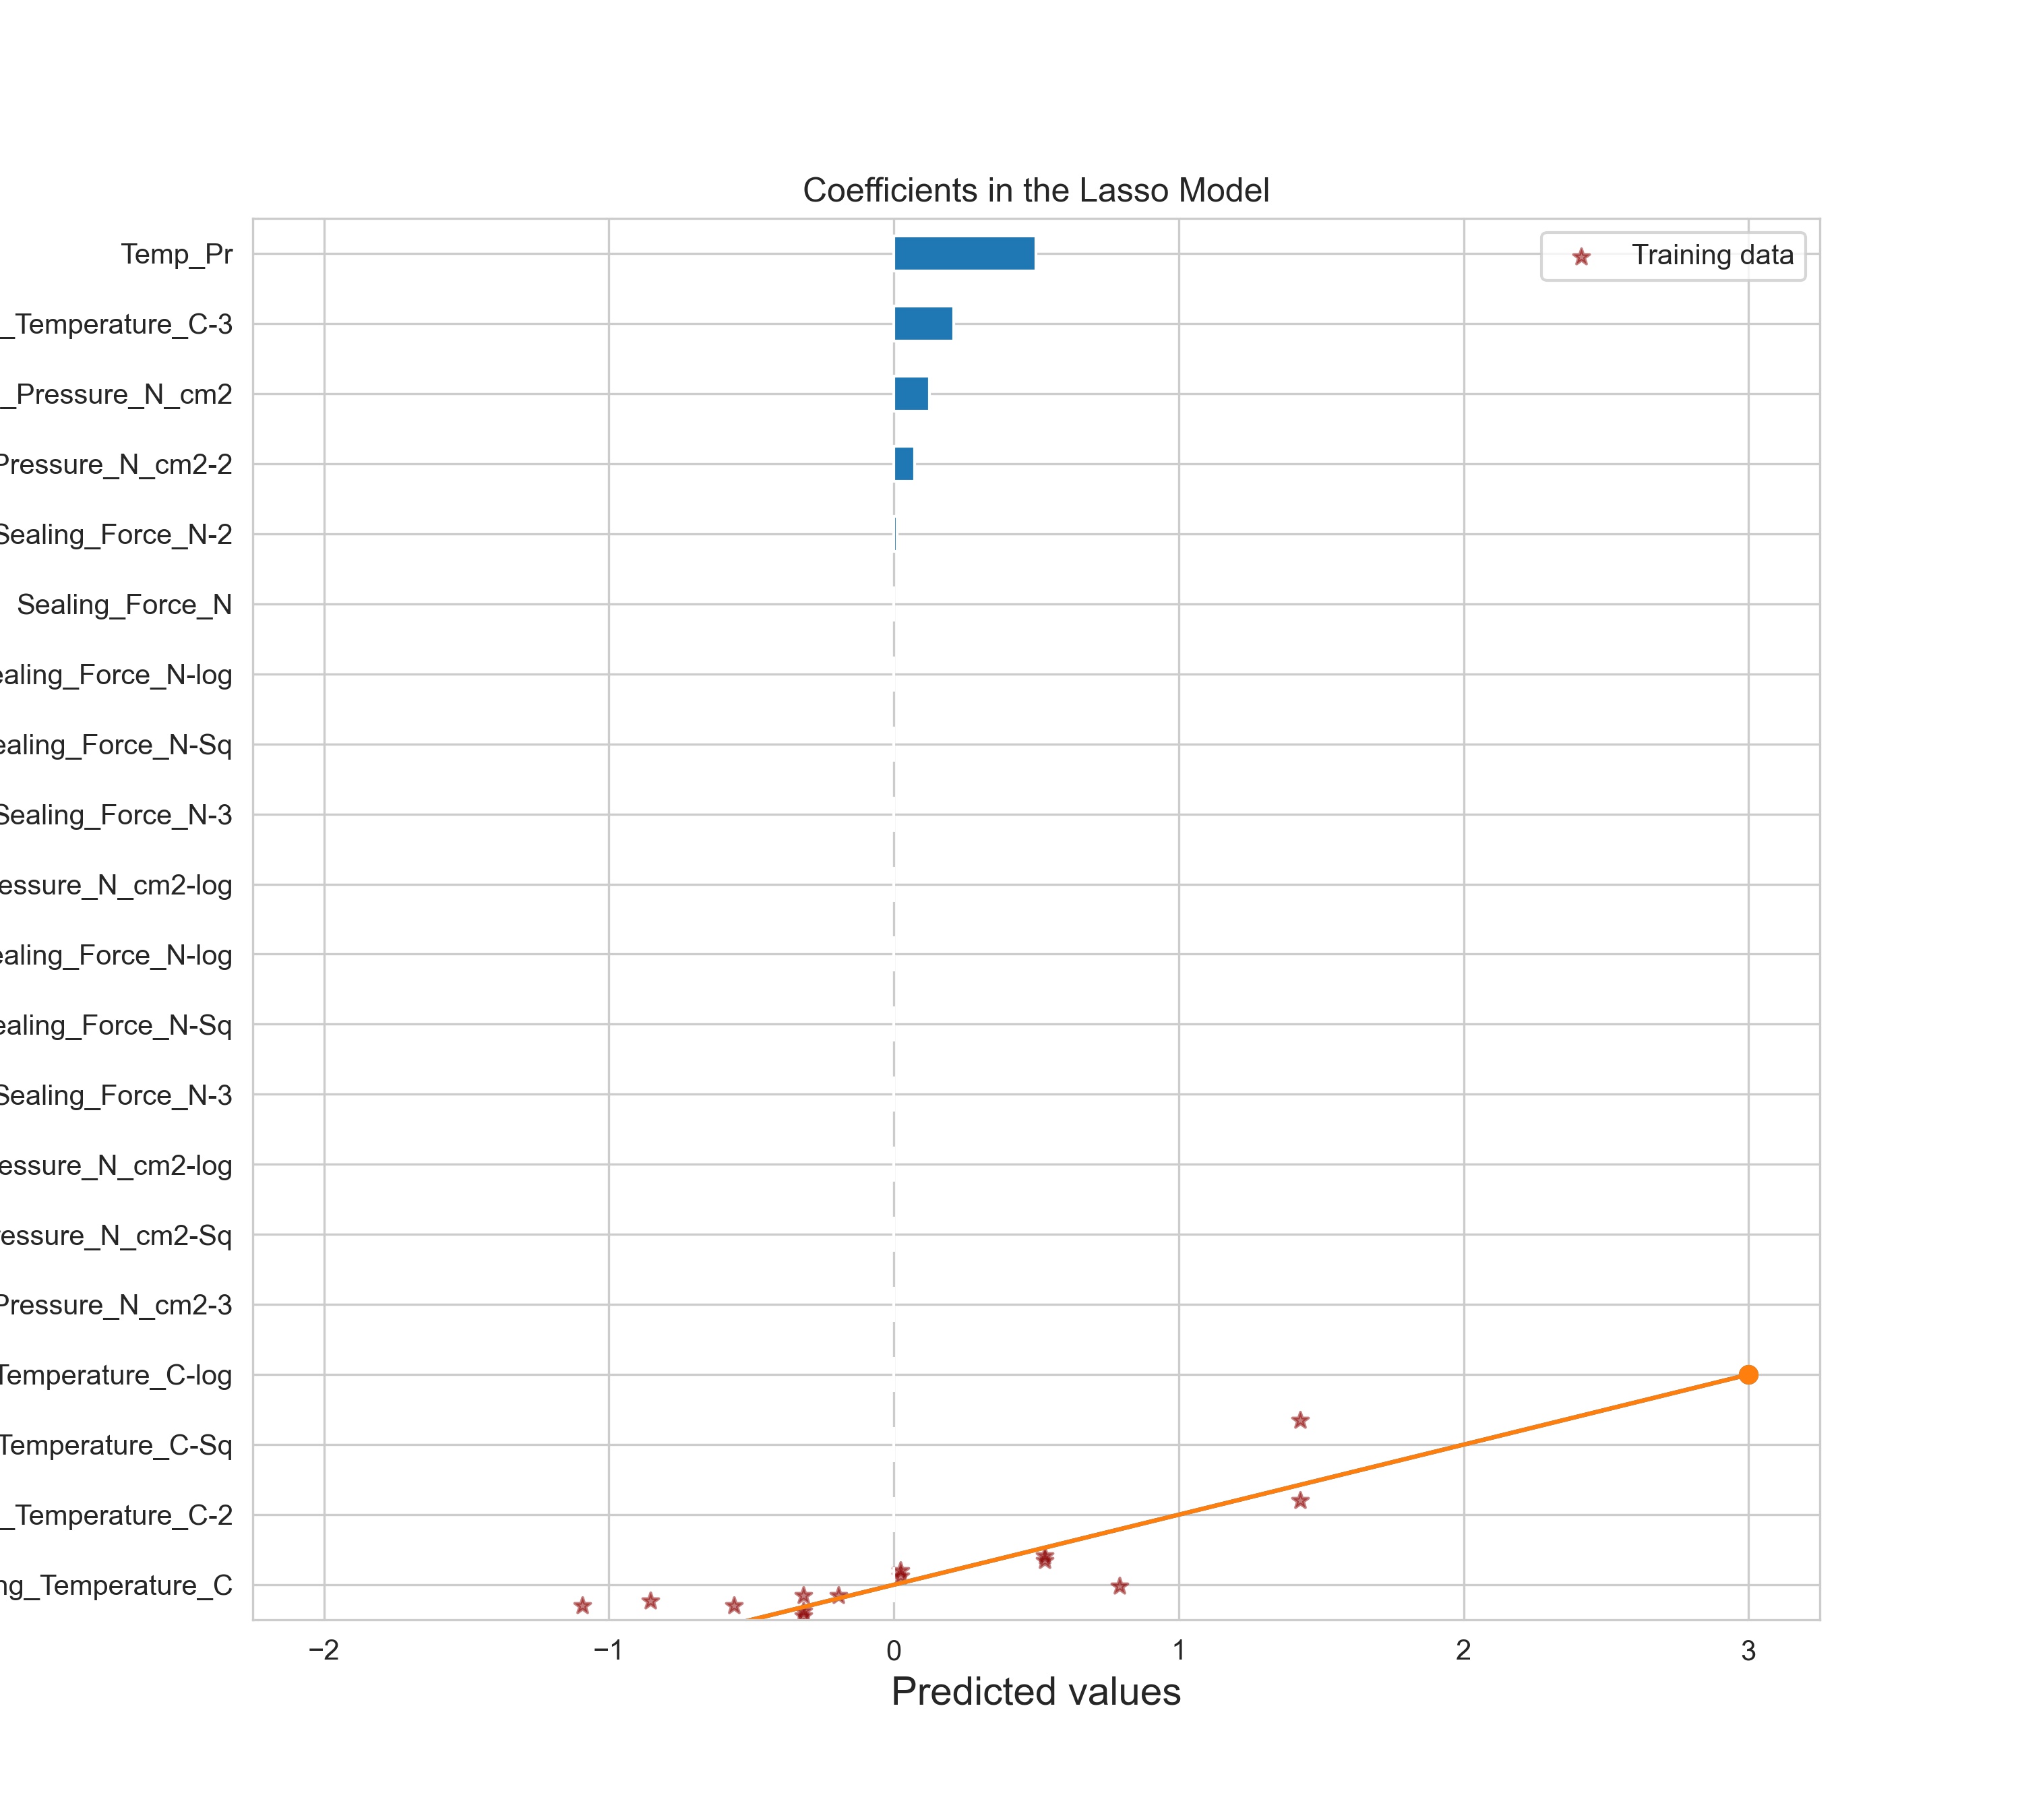 Coefficients in the Lasso Model
Training data
Temp_Pr
_Temperature_C-3
_Pressure_N_cm2
Pressure_N_cm2-2
Sealing_Force_N-2
Sealing_Force_N
ealing_Force_N-log
ealing_Force_N-Sq
Sealing_Force_N-3
essure_N_cm2-log
ealing_Force_N-log
ealing_Force_N-Sq
Sealing_Force_N-3
essure_N_cm2-log
ressure_N_cm2-Sq
Pressure_N_cm2-3
Temperature_C-log
Temperature_C-Sq
_Temperature_C-2
ng_Temperature_C
−2 −1 0 1 2 3
Predicted values